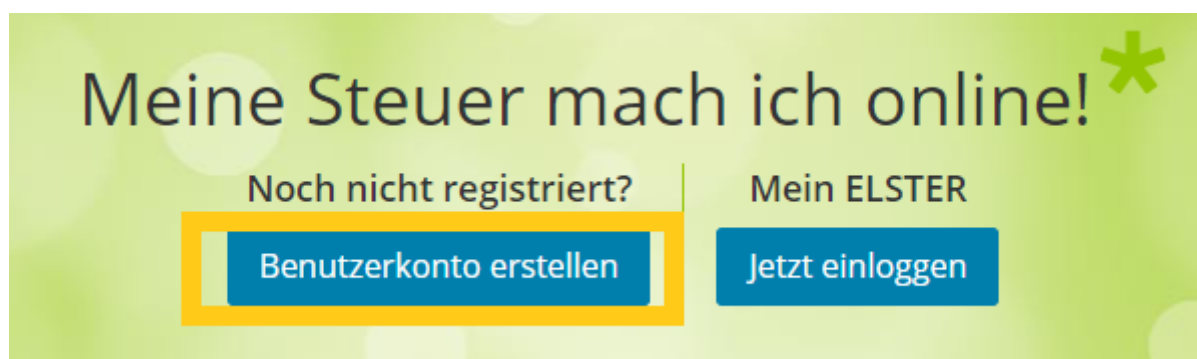 Meine Steuer mach ich online!*
Noch nicht registriert?
Benutzerkonto erstellen
Mein ELSTER
Jetzt einloggen